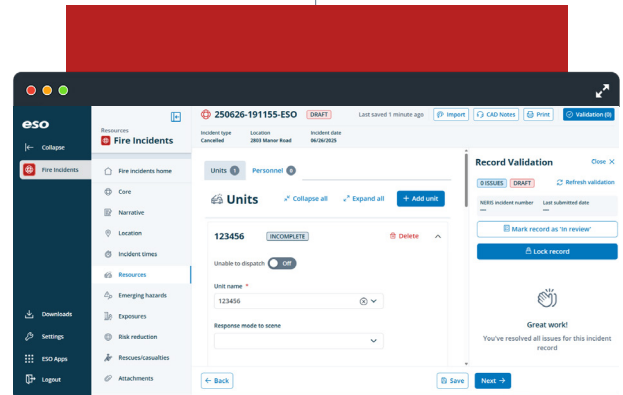 eso
Collapse
Fire Incidents
Downloads
Settings
ESO Apps
Logout
Resources
Fire Incidents
Fire incidents home
Core
Narrative
Location
Incident times
Resources
Emerging hazards
Exposures
Risk reduction
Rescues/casualties
Attachments
250626-191155-ESO DRAFT Last saved 1 minute ago Import CAD Notes Print Validation (0)
Incident type Location Incident date
Cancelled 2803 Manor Road 06/26/2025
Units 1 Personnel 0
Units Collapse all Expand all + Add unit
123456 INCOMPLETE Delete
Unable to dispatch Off
Unit name *
123456
Response mode to scene
Back Save Next
Record Validation Close
0 ISSUES DRAFT Refresh validation
NERIS incident number Last submitted date
— —
Mark record as 'in review'
Lock record
Great work!
You've resolved all issues for this incident
record